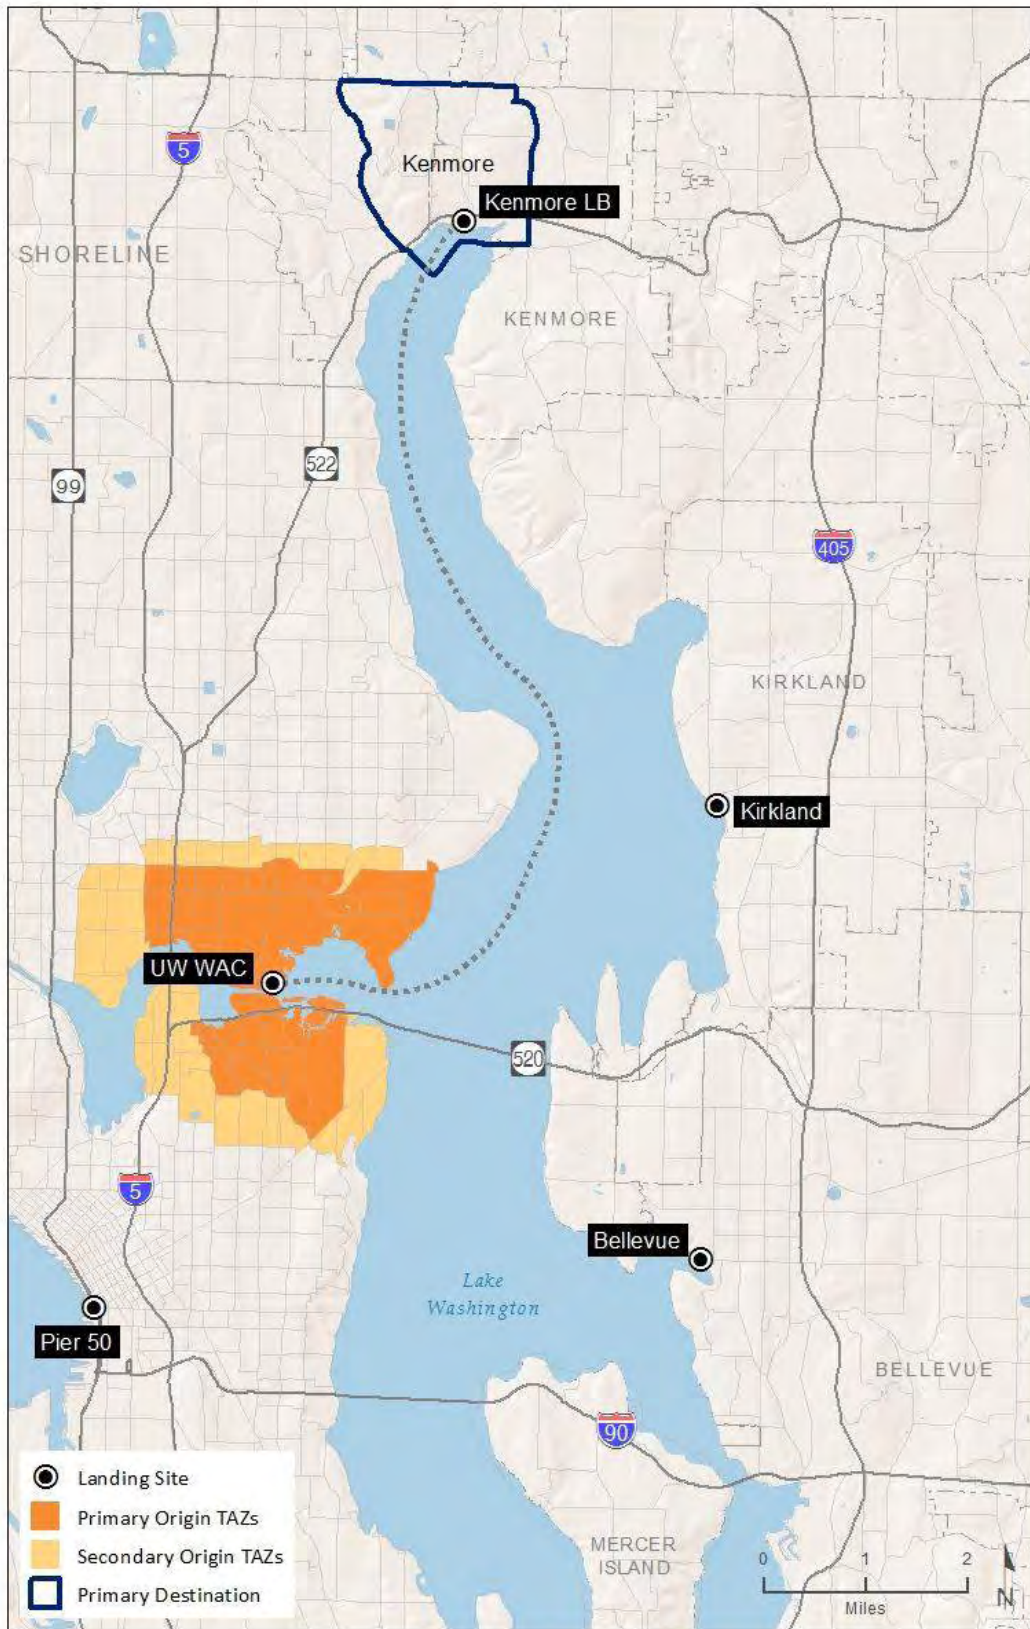 5
Kenmore
Kenmore LB
SHORELINE
KENMORE
522
99
405
KIRKLAND
Kirkland
UW WAC
520
5
Bellevue
Lake
Washington
Pier 50
BELLEVUE
90
Landing Site
Primary Origin TAZs
Secondary Origin TAZs
Primary Destination
MERCER
ISLAND
0 1 2
Miles
N